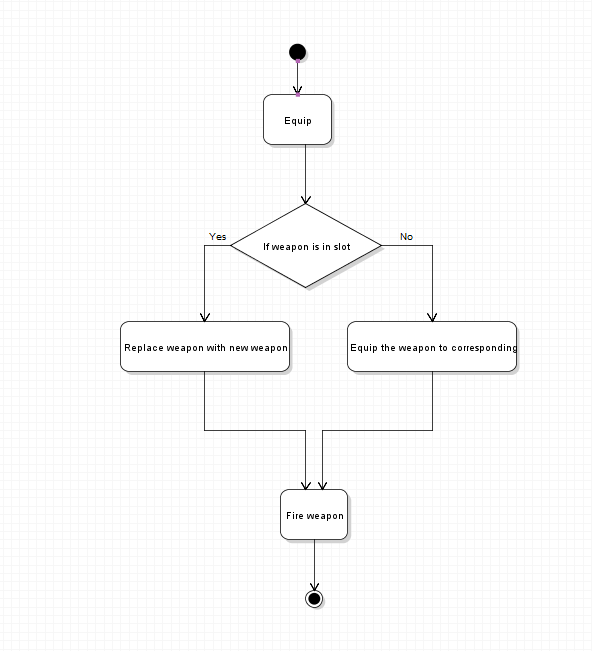 Equip
Yes
No
If weapon is in slot
Replace weapon with new weapon
Equip the weapon to corresponding
Fire weapon